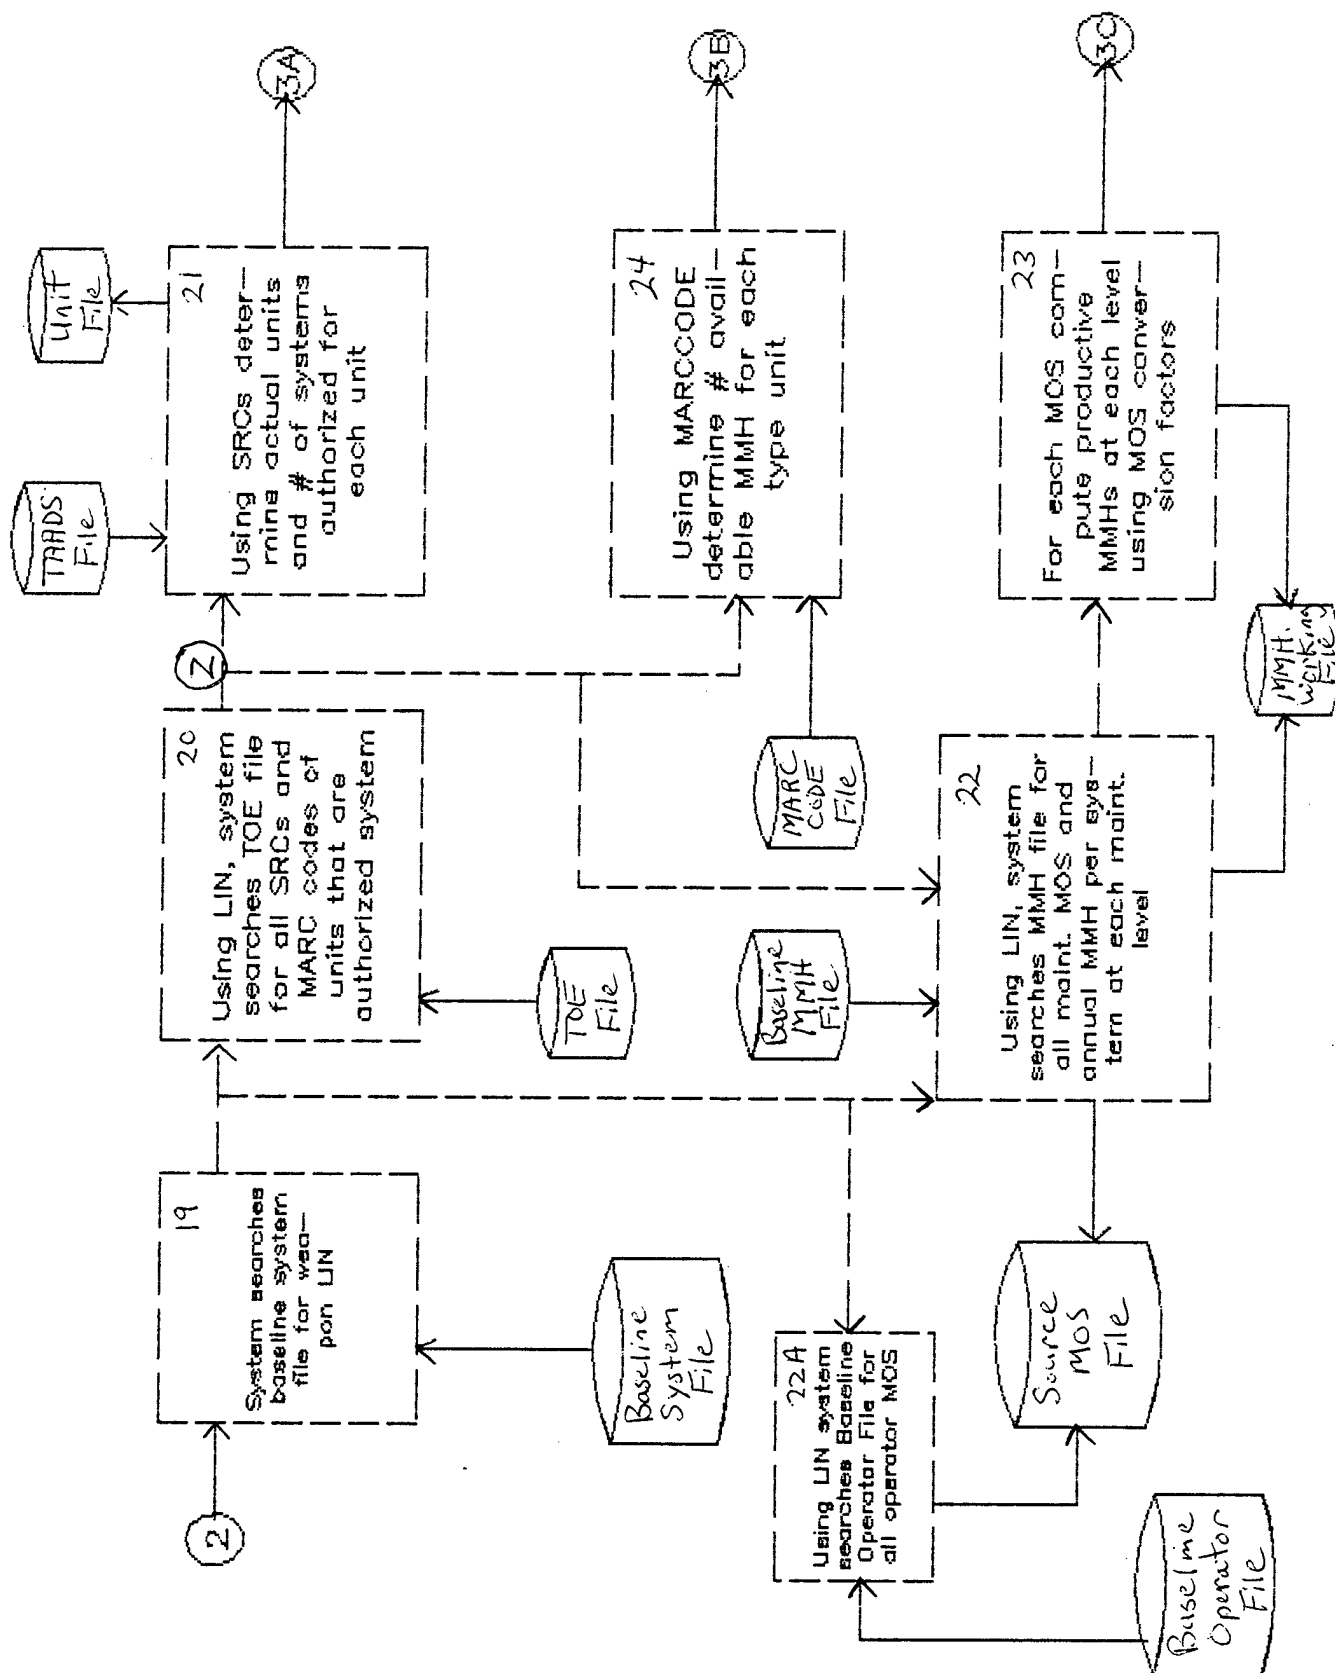 2
19
System searches
baseline system
file for wea—
pon LIN
Baseline
System
File
20
Using LIN, system
searches TOE file
for all SRCs and
MARC codes of
units that are
authorized system
TOE
File
Z
TAADS
File
Unit
File
21
Using SRCs deter—
mine actual units
and # of systems
authorized for
each unit
3A
24
Using MARCCODE
determine # avail—
able MMH for each
type unit
MARC
CODE
File
3B
22A
Using LIN system
searches Baseline
Operator File for
all operator MOS
Baseline
Operator
File
Source
MOS
File
Baseline
MMH
File
22
Using LIN, system
searches MMH file for
all maint. MOS and
annual MMH per sys—
tem at each maint.
level
23
For each MOS com—
pute productive
MMHs at each level
using MOS conver—
sion factors
MMH.
Working
File
3C